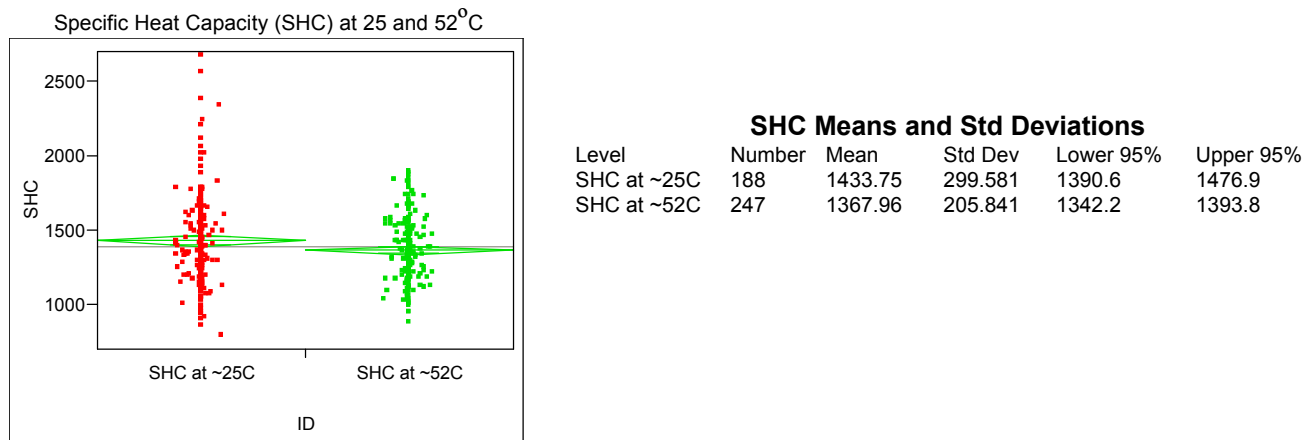 Specific Heat Capacity (SHC) at 25 and 52°C
2500
2000
1500
1000
SHC
SHC at ~25C SHC at ~52C
ID
SHC Means and Std Deviations
Level Number Mean Std Dev Lower 95% Upper 95%
SHC at ~25C 188 1433.75 299.581 1390.6 1476.9
SHC at ~52C 247 1367.96 205.841 1342.2 1393.8